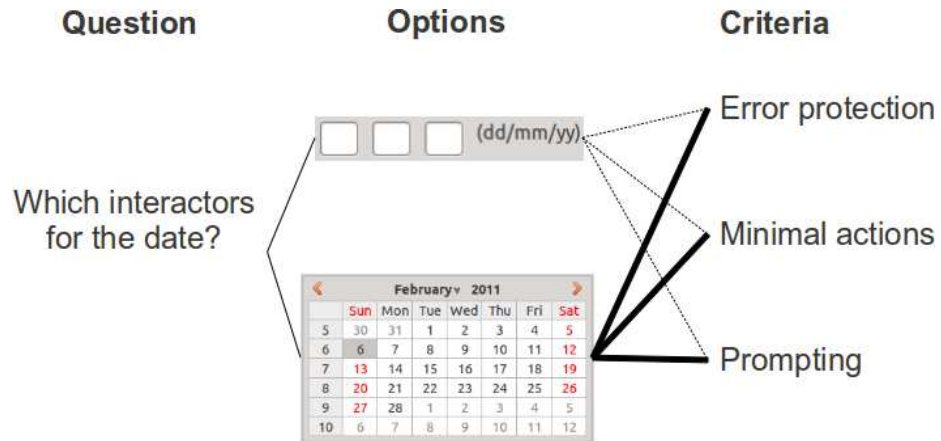 Question
Options
Criteria
Error protection
(dd/mm/yy)
Which interactors
for the date?
Minimal actions
February 2011
Sun Mon Tue Wed Thu Fri Sat
5 30 31 1 2 3 4 5
6 6 7 8 9 10 11 12
7 13 14 15 16 17 18 19
8 20 21 22 23 24 25 26
9 27 28 1 2 3 4 5
10 6 7 8 9 10 11 12
Prompting